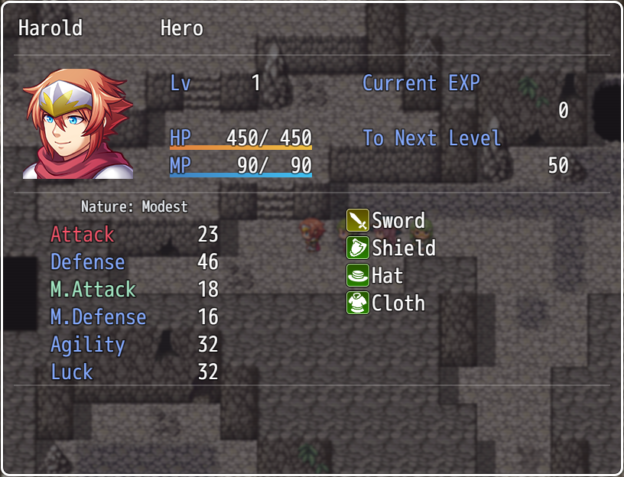 Harold Hero
Lv 1 Current EXP
0
HP 450/ 450 To Next Level
MP 90/ 90 50
Nature: Modest
Attack 23 Sword
Defense 46 Shield
M.Attack 18 Hat
M.Defense 16 Cloth
Agility 32
Luck 32